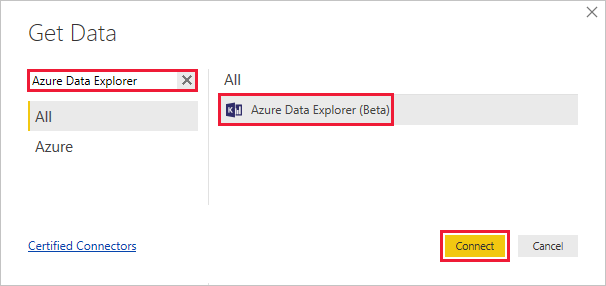 Get Data
Azure Data Explorer
All
Azure
All
Azure Data Explorer (Beta)
Certified Connectors
Connect
Cancel